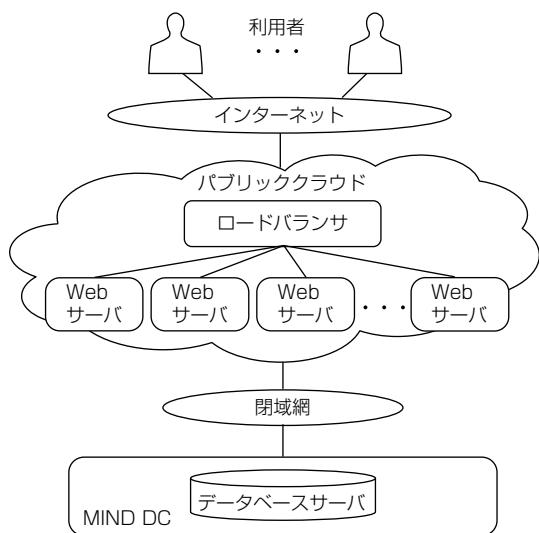 利用者
・・・
インターネット
パブリッククラウド
ロードバランサ
Web
サーバ
Web
サーバ
Web
サーバ
・・・
Web
サーバ
閉域網
データベースサーバ
MIND DC